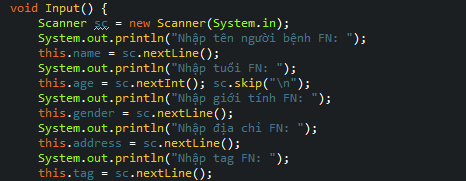 void Input() {
Scanner sc = new Scanner(System.in);
System.out.println("Nhập tên người bệnh FN: ");
this.name = sc.nextLine();
System.out.println("Nhập tuổi FN: ");
this.age = sc.nextInt(); sc.skip("\n");
System.out.println("Nhập giới tính FN: ");
this.gender = sc.nextLine();
System.out.println("Nhập địa chỉ FN: ");
this.address = sc.nextLine();
System.out.println("Nhập tag FN: ");
this.tag = sc.nextLine();